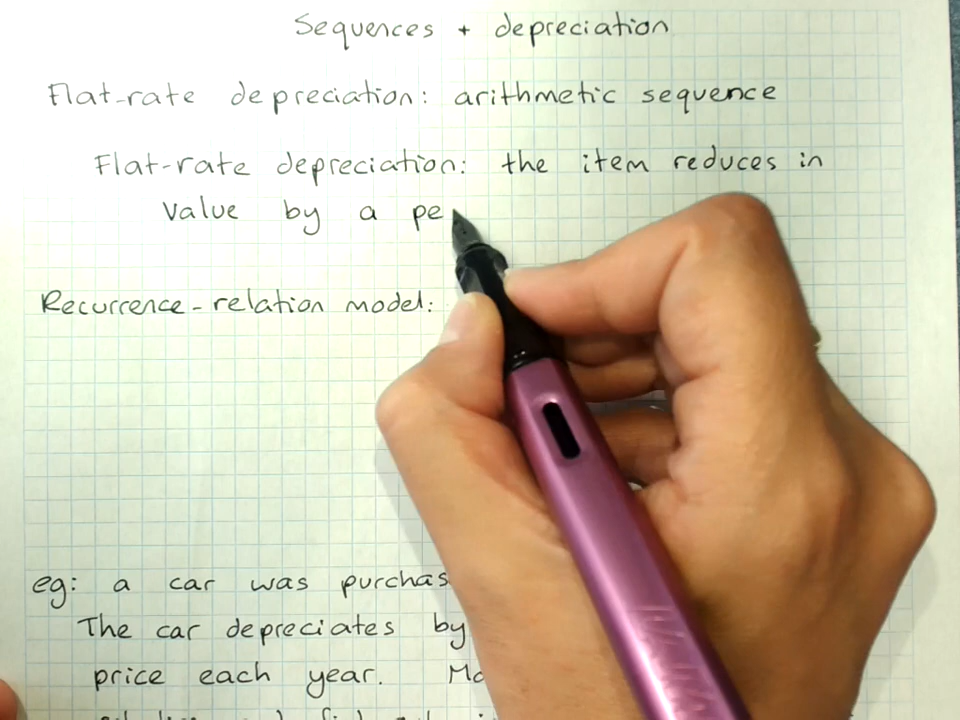 Sequences + depreciation
Flat-rate depreciation: arithmetic sequence
Flat-rate depreciation: the item reduces in
value by a pe
Recurrence-relation model:
eg: a car was purchas
The car depreciates by
price each year. Mo